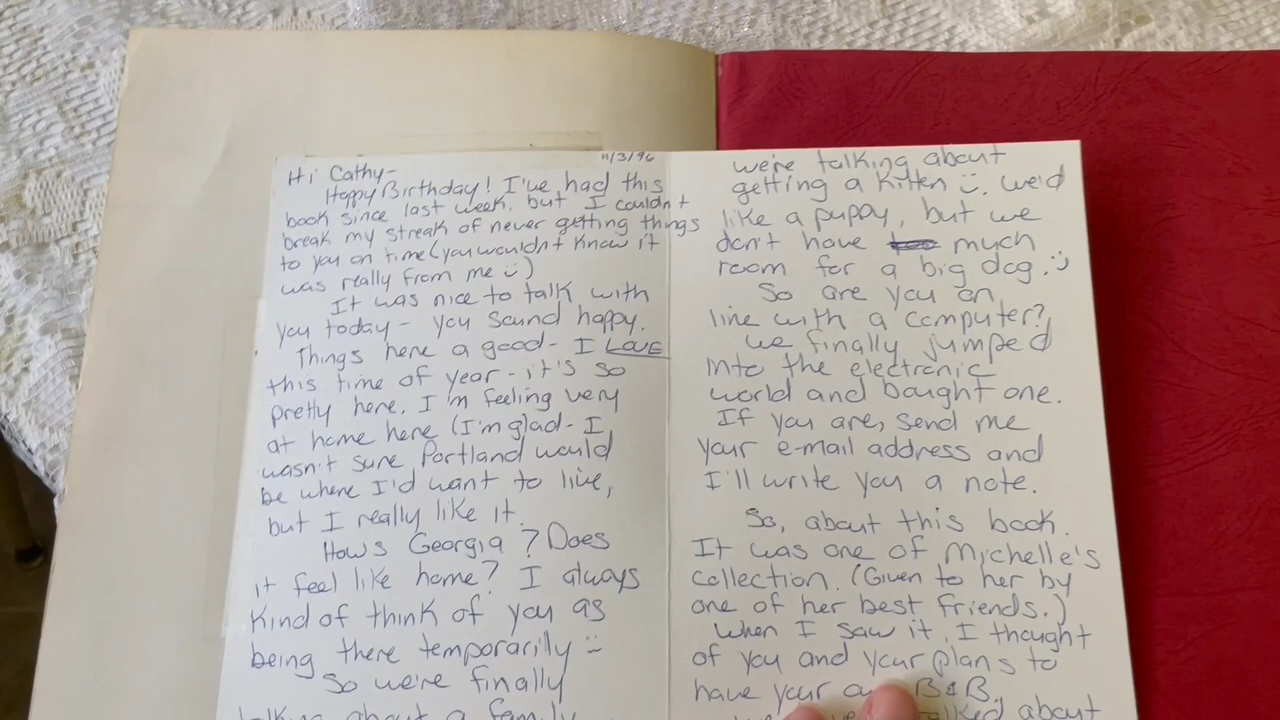 11/3/96
Hi Cathy-
Happy Birthday! I've had this
book since last week, but I couldn't
break my streak of never getting things
to you on time (you wouldn't know it
was really from me :)
It was nice to talk with
you today - you sound happy.
Things here a good - I LOVE
this time of year - it's so
pretty here. I'm feeling very
at home here (I'm glad - I
wasn't sure Portland would
be where I'd want to live,
but I really like it.
How's Georgia? Does
it feel like home? I always
kind of think of you as
being there temporarily :)
So we're finally
talking about a family.
we're talking about
getting a kitten :). we'd
like a puppy, but we
don't have much
room for a big dog. :)
So are you on
line with a computer?
we finally jumped
into the electronic
world and bought one.
If you are, send me
your e-mail address and
I'll write you a note.
So, about this book.
It was one of Michelle's
collection. (Given to her by
one of her best friends.)
When I saw it, I thought
of you and your plans to
have your B&B.
talked about